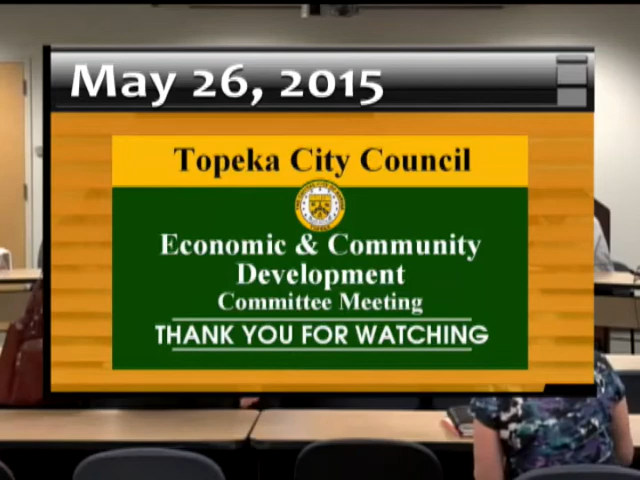 May 26, 2015
Topeka City Council
Economic & Community
Development
Committee Meeting
THANK YOU FOR WATCHING